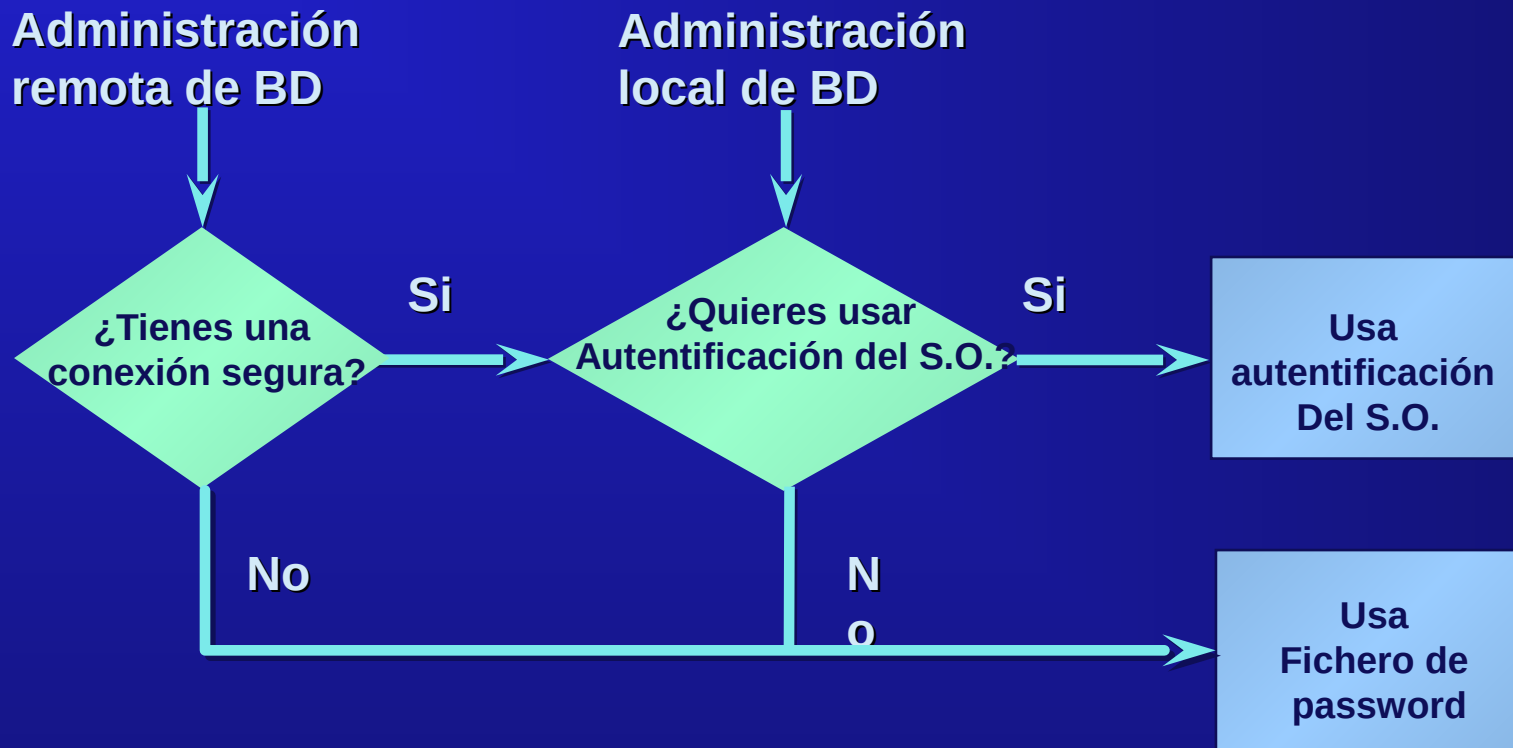 Administración
remota de BD
Administración
local de BD
Si
Si
¿Tienes una
conexión segura?
¿Quieres usar
Autentificación del S.O.?
Usa
autentificación
Del S.O.
No
N
o
Usa
Fichero de
password